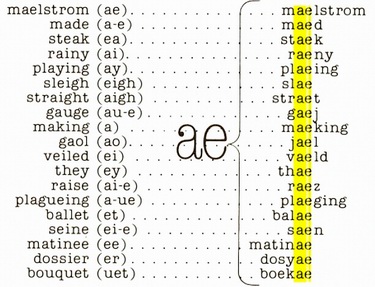 maelstrom (ae) . . . . . . . . . . . . maelstrom
made (a-e) . . . . . . . . . . . . maed
steak (ea) . . . . . . . . . . . . staek
rainy (ai) . . . . . . . . . . . . raeny
playing (ay) . . . . . . . . . . . . plaeing
sleigh (eigh) . . . . . . . . . . . . slae
straight (aigh) . . . . . . . . . . . . straet
gauge (au-e) . . . . . . . . . . . . gaej
making (a) . . . . . . ae . . . . . . maeking
gaol (ao) . . . . . . . . . . . . jael
veiled (ei) . . . . . . . . . . . . vaeld
they (ey) . . . . . . . . . . . . thae
raise (ai-e) . . . . . . . . . . . . raez
plagueing (a-ue) . . . . . . . . . . . . plaeging
ballet (et) . . . . . . . . . . . . balae
seine (ei-e) . . . . . . . . . . . . saen
matinee (ee) . . . . . . . . . . . . matinae
dossier (er) . . . . . . . . . . . . dosyae
bouquet (uet) . . . . . . . . . . . . boekae